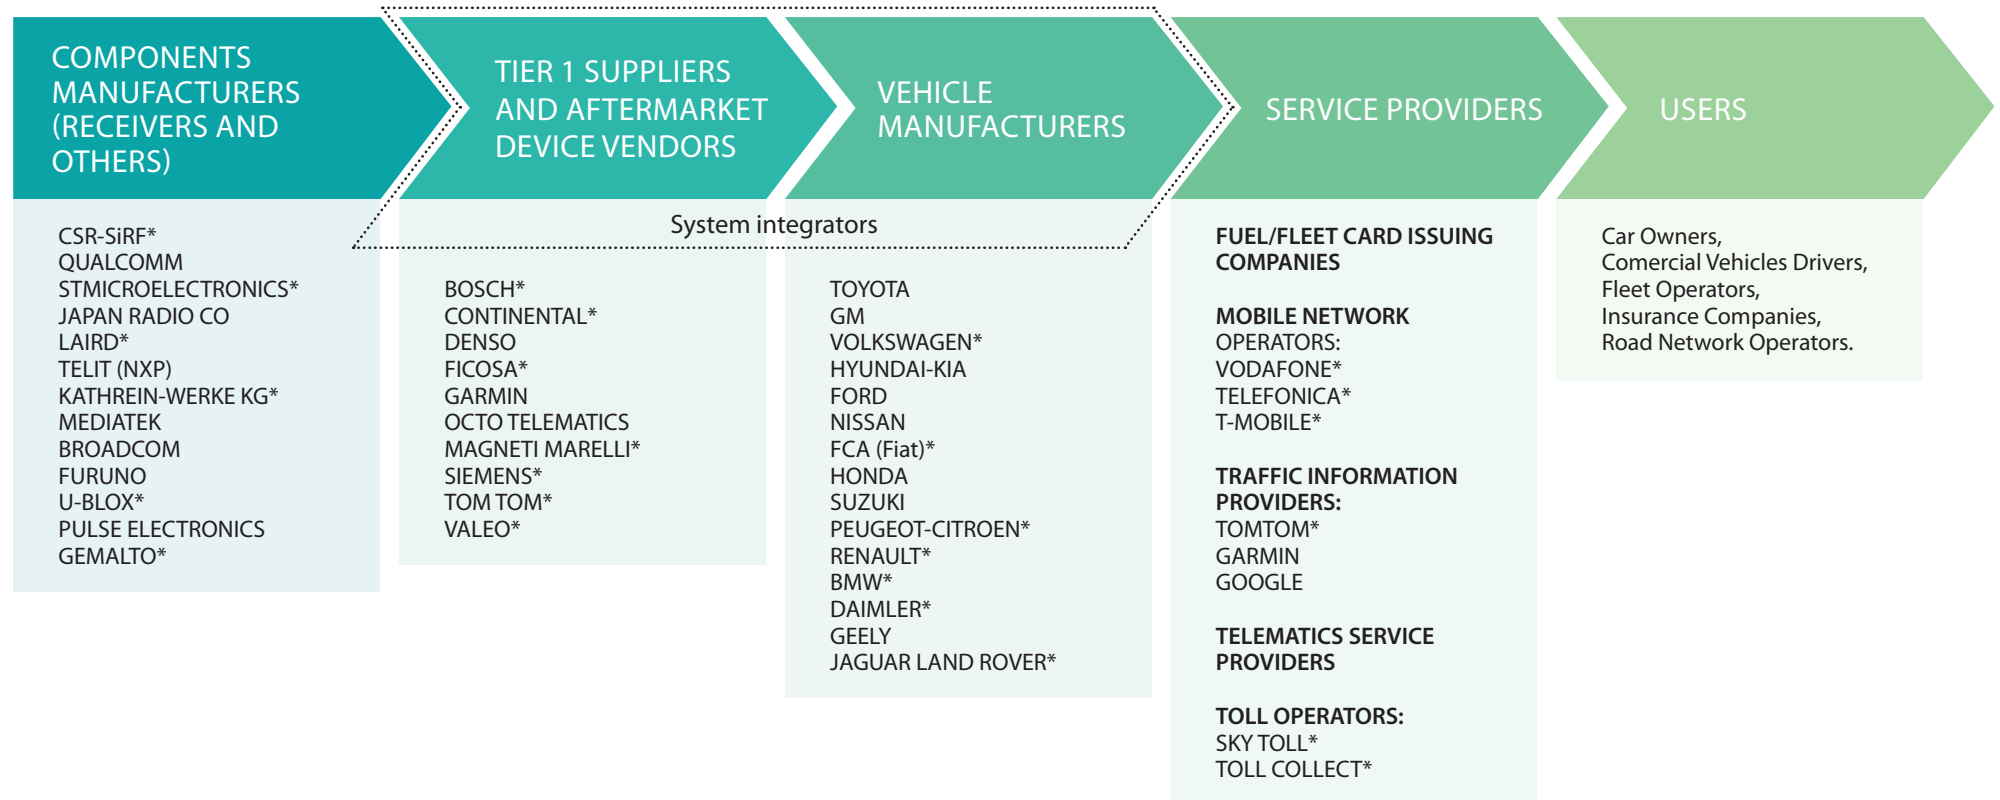 COMPONENTS
MANUFACTURERS
(RECEIVERS AND
OTHERS)
TIER 1 SUPPLIERS
AND AFTERMARKET
DEVICE VENDORS
VEHICLE
MANUFACTURERS
SERVICE PROVIDERS
USERS
System integrators
CSR-SiRF*
QUALCOMM
STMICROELECTRONICS*
JAPAN RADIO CO
LAIRD*
TELIT (NXP)
KATHREIN-WERKE KG*
MEDIATEK
BROADCOM
FURUNO
U-BLOX*
PULSE ELECTRONICS
GEMALTO*
BOSCH*
CONTINENTAL*
DENSO
FICOSA*
GARMIN
OCTO TELEMATICS
MAGNETI MARELLI*
SIEMENS*
TOM TOM*
VALEO*
TOYOTA
GM
VOLKSWAGEN*
HYUNDAI-KIA
FORD
NISSAN
FCA (Fiat)*
HONDA
SUZUKI
PEUGEOT-CITROEN*
RENAULT*
BMW*
DAIMLER*
GEELY
JAGUAR LAND ROVER*
FUEL/FLEET CARD ISSUING
COMPANIES
MOBILE NETWORK
OPERATORS:
VODAFONE*
TELEFONICA*
T-MOBILE*
TRAFFIC INFORMATION
PROVIDERS:
TOMTOM*
GARMIN
GOOGLE
TELEMATICS SERVICE
PROVIDERS
TOLL OPERATORS:
SKY TOLL*
TOLL COLLECT*
Car Owners,
Comercial Vehicles Drivers,
Fleet Operators,
Insurance Companies,
Road Network Operators.